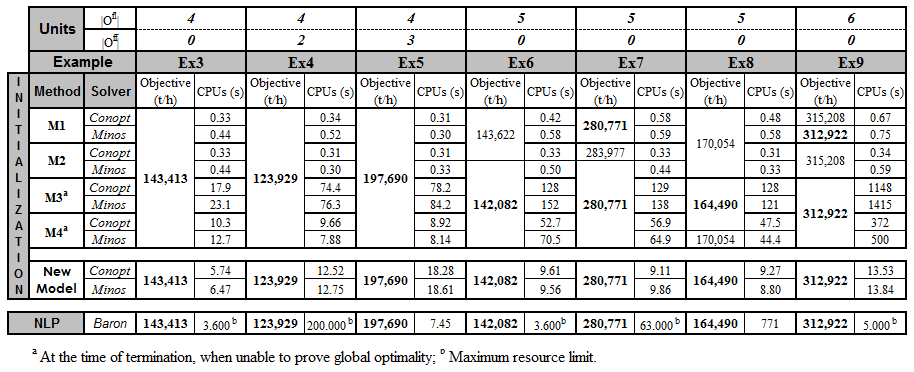 Units |Oᶠˡ| 4 4 4 5 5 5 6
|Oᶠᶠ| 0 2 3 0 0 0 0
Example Ex3 Ex4 Ex5 Ex6 Ex7 Ex8 Ex9
INITIALIZATION Method Solver Objective (t/h) CPUs (s) Objective (t/h) CPUs (s) Objective (t/h) CPUs (s) Objective (t/h) CPUs (s) Objective (t/h) CPUs (s) Objective (t/h) CPUs (s) Objective (t/h) CPUs (s)
M1 Conopt 143,413 0.33 123,929 0.34 197,690 0.31 143,622 0.42 280,771 0.58 170,054 0.48 315,208 0.67
Minos 0.44 0.52 0.30 0.58 0.59 0.58 312,922 0.75
M2 Conopt 0.33 0.31 0.31 0.33 283,977 0.33 0.31 315,208 0.34
Minos 0.44 0.30 0.33 0.50 280,771 0.44 0.33 0.59
M3ᵃ Conopt 17.9 74.4 78.2 142,082 128 129 164,490 128 312,922 1148
Minos 23.1 76.3 84.2 152 138 121 1415
M4ᵃ Conopt 10.3 9.66 8.92 52.7 56.9 47.5 372
Minos 12.7 7.88 8.14 70.5 64.9 170,054 44.4 500
New Model Conopt 143,413 5.74 123,929 12.52 197,690 18.28 142,082 9.61 280,771 9.11 164,490 9.27 312,922 13.53
Minos 6.47 12.75 18.61 9.56 9.86 8.80 13.84
NLP Baron 143,413 3.600ᵇ 123,929 200.000ᵇ 197,690 7.45 142,082 3.600ᵇ 280,771 63.000ᵇ 164,490 771 312,922 5.000ᵇ
ᵃ At the time of termination, when unable to prove global optimality; ᵇ Maximum resource limit.